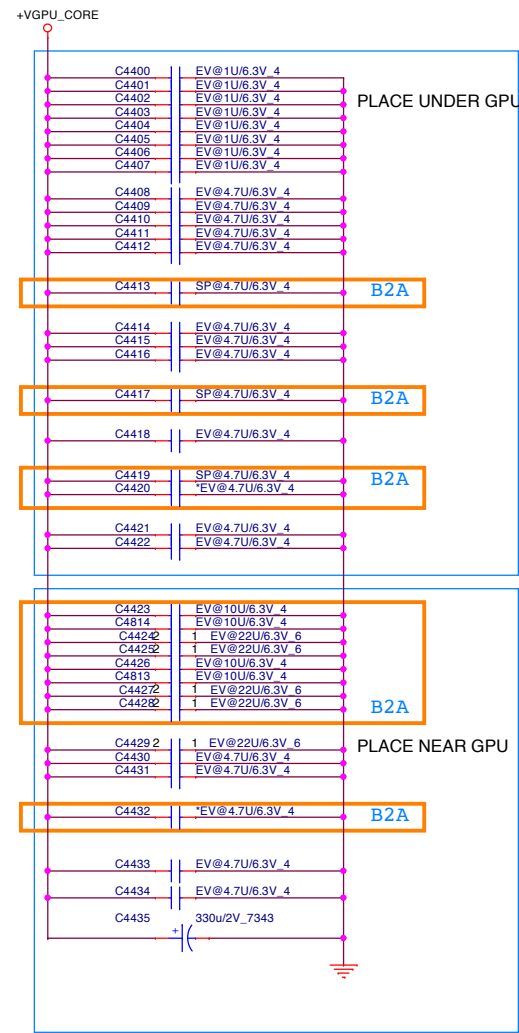 +VGPU_CORE
C4400 EV@1U/6.3V_4
C4401 EV@1U/6.3V_4
C4402 EV@1U/6.3V_4
PLACE UNDER GPU
C4403 EV@1U/6.3V_4
C4404 EV@1U/6.3V_4
C4405 EV@1U/6.3V_4
C4406 EV@1U/6.3V_4
C4407 EV@1U/6.3V_4
C4408 EV@4.7U/6.3V_4
C4409 EV@4.7U/6.3V_4
C4410 EV@4.7U/6.3V_4
C4411 EV@4.7U/6.3V_4
C4412 EV@4.7U/6.3V_4
C4413 SP@4.7U/6.3V_4 B2A
C4414 EV@4.7U/6.3V_4
C4415 EV@4.7U/6.3V_4
C4416 EV@4.7U/6.3V_4
C4417 SP@4.7U/6.3V_4 B2A
C4418 EV@4.7U/6.3V_4
C4419 SP@4.7U/6.3V_4 B2A
C4420 *EV@4.7U/6.3V_4
C4421 EV@4.7U/6.3V_4
C4422 EV@4.7U/6.3V_4
C4423 EV@10U/6.3V_4
C4814 EV@10U/6.3V_4
C4424 2 1 EV@22U/6.3V_6
C4425 2 1 EV@22U/6.3V_6
C4426 EV@10U/6.3V_4
C4813 EV@10U/6.3V_4
C4427 2 1 EV@22U/6.3V_6
C4428 2 1 EV@22U/6.3V_6 B2A
C4429 2 1 EV@22U/6.3V_6 PLACE NEAR GPU
C4430 EV@4.7U/6.3V_4
C4431 EV@4.7U/6.3V_4
C4432 *EV@4.7U/6.3V_4 B2A
C4433 EV@4.7U/6.3V_4
C4434 EV@4.7U/6.3V_4
C4435 330u/2V_7343
+